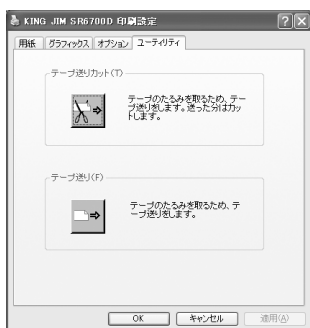 KING JIM SR6700D 印刷設定
用紙 グラフィックス オプション ユーティリティ
テープ送りカット(T)
テープのたるみを取るため、テー
プ送りをします。送った分はカッ
トします。
テープ送り(F)
テープのたるみを取るため、テ
ープ送りをします。
OK キャンセル 適用(A)